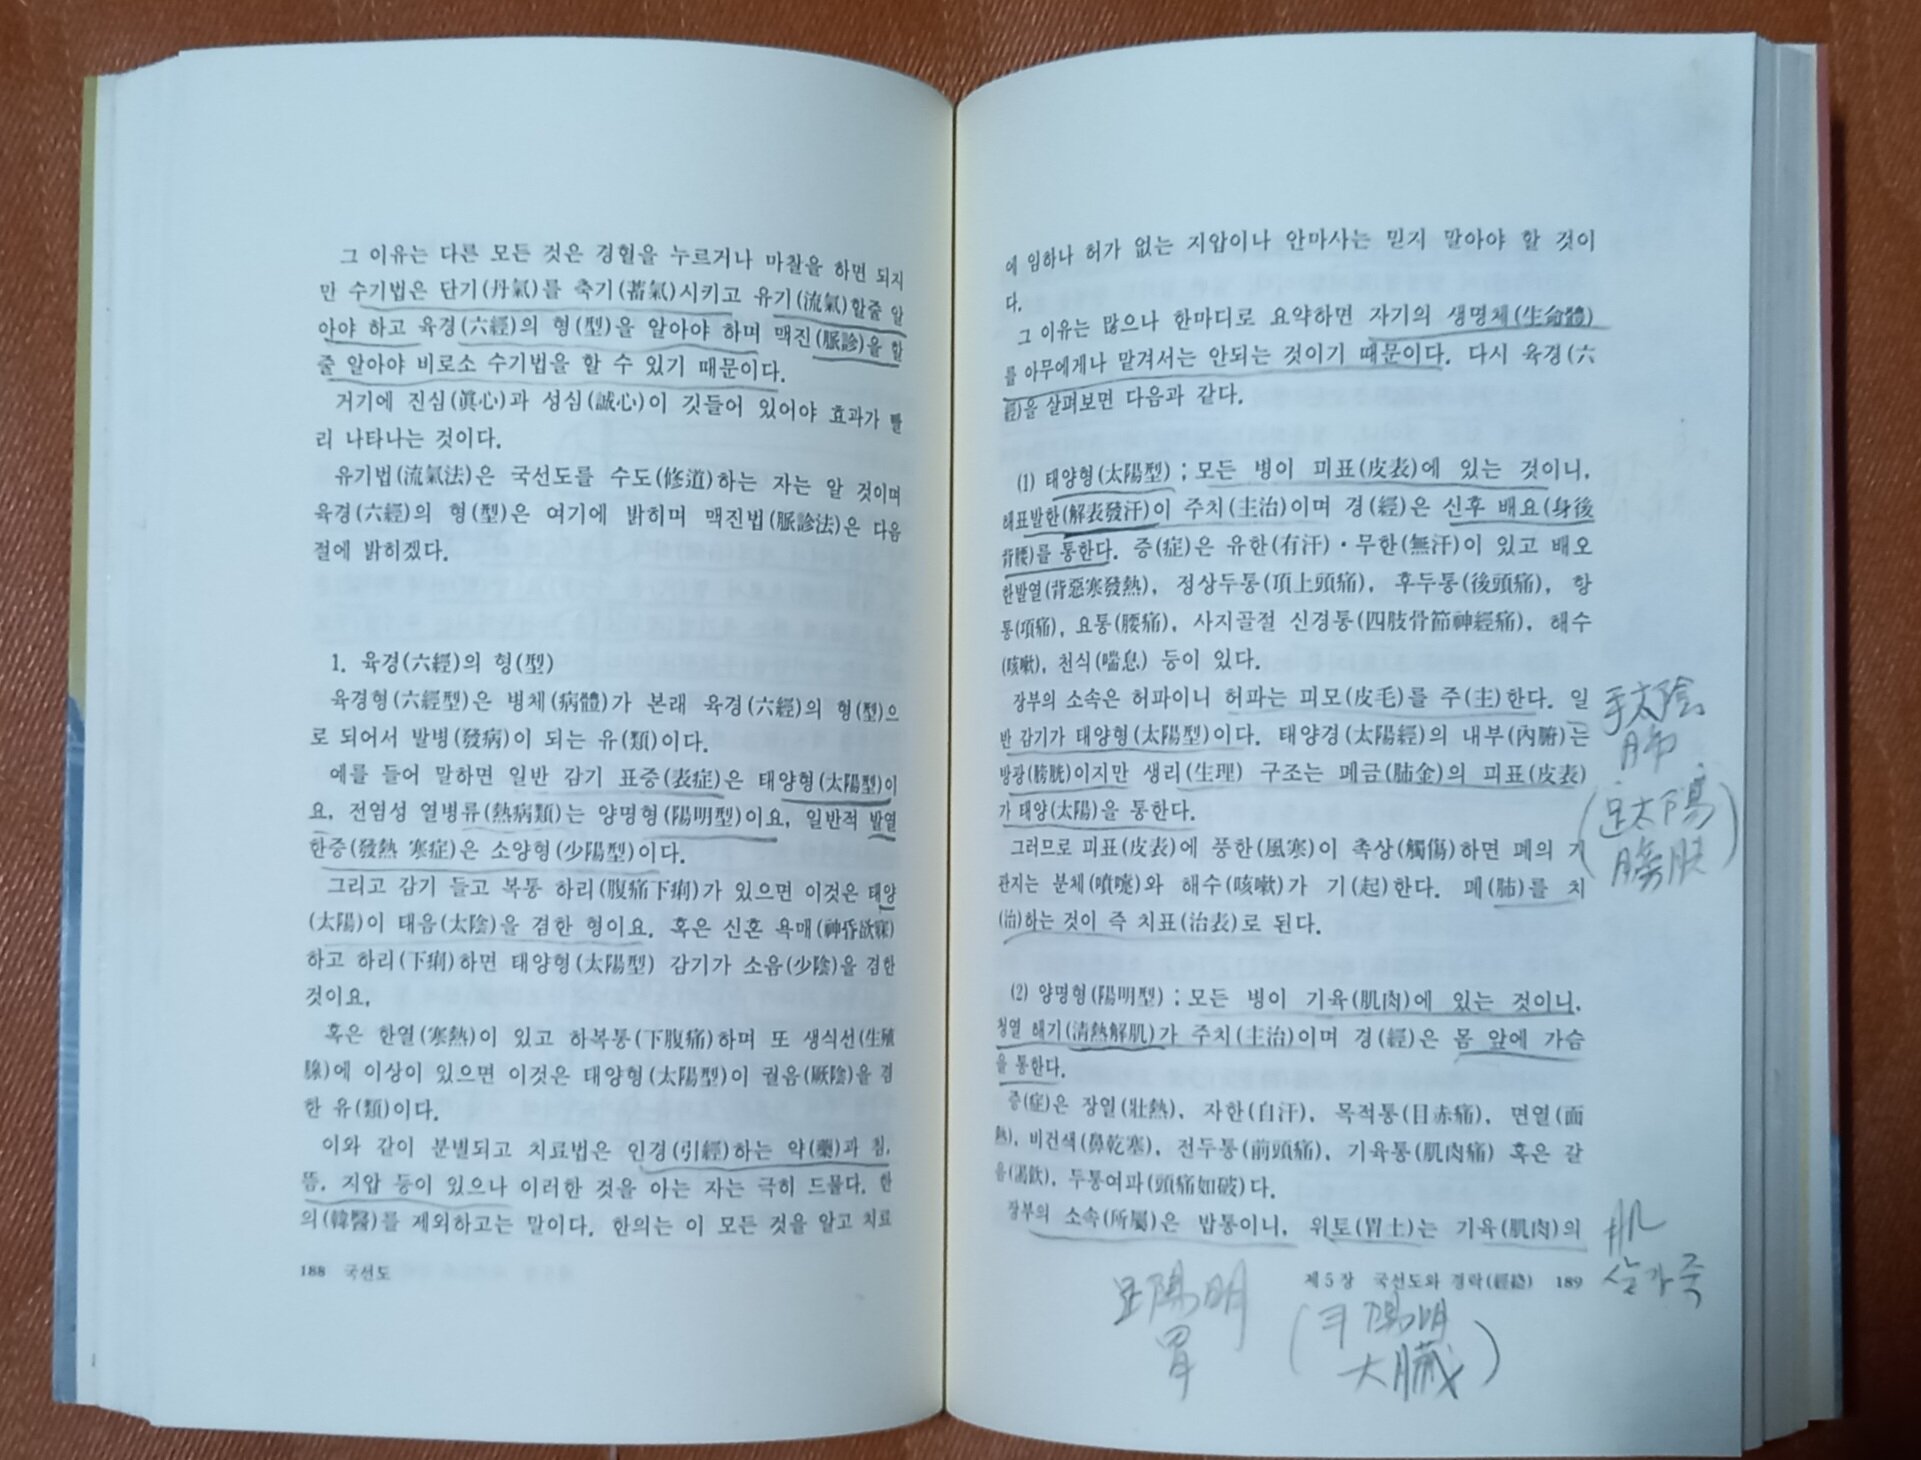 그 이유는 다른 모든 것은 경혈을 누르거나 마찰을 하면 되지
만 수기법은 단기(丹氣)를 축기(蓄氣)시키고 유기(流氣)할줄 알
아야 하고 육경(六經)의 형(型)을 알아야 하며 맥진(脈診)을 할
줄 알아야 비로소 수기법을 할 수 있기 때문이다.
거기에 진심(眞心)과 성심(誠心)이 깃들어 있어야 효과가 빨
리 나타나는 것이다.
유기법(流氣法)은 국선도를 수도(修道)하는 자는 알 것이며
육경(六經)의 형(型)은 여기에 밝히며 맥진법(脈診法)은 다음
절에 밝히겠다.
1. 육경(六經)의 형(型)
육경형(六經型)은 병체(病體)가 본래 육경(六經)의 형(型)으
로 되어서 발병(發病)이 되는 유(類)이다.
예를 들어 말하면 일반 감기 표증(表症)은 태양형(太陽型)이
요, 전염성 열병류(熱病類)는 양명형(陽明型)이요, 일반적 발열
한증(發熱 寒症)은 소양형(少陽型)이다.
그리고 감기 들고 복통 하리(腹痛下痢)가 있으면 이것은 태양
(太陽)이 태음(太陰)을 겸한 형이요, 혹은 신혼 욕매(神昏欲寐)
하고 하리(下痢)하면 태양형(太陽型) 감기가 소음(少陰)을 겸한
것이요,
혹은 한열(寒熱)이 있고 하복통(下腹痛)하며 또 생식선(生殖
腺)에 이상이 있으면 이것은 태양형(太陽型)이 궐음(厥陰)을 겸
한 유(類)이다.
이와 같이 분별되고 치료법은 인경(引經)하는 약(藥)과 침,
뜸, 지압 등이 있으나 이러한 것을 아는 자는 극히 드물다. 한
의(韓醫)를 제외하고는 말이다. 한의는 이 모든 것을 알고 치료
188 국선도
에 임하나 허가 없는 지압이나 안마사는 믿지 말아야 할 것이
다.
그 이유는 많으나 한마디로 요약하면 자기의 생명체(生命體)
를 아무에게나 맡겨서는 안되는 것이기 때문이다. 다시 육경(六
經)을 살펴보면 다음과 같다.
(1) 태양형(太陽型) ; 모든 병이 피표(皮表)에 있는 것이니,
해표발한(解表發汗)이 주치(主治)이며 경(經)은 신후 배요(身後
背腰)를 통한다. 증(症)은 유한(有汗)·무한(無汗)이 있고 배오
한발열(背惡寒發熱), 정상두통(頂上頭痛), 후두통(後頭痛), 항
통(項痛), 요통(腰痛), 사지골절 신경통(四肢骨節神經痛), 해수
(咳嗽), 천식(喘息) 등이 있다.
장부의 소속은 허파이니 허파는 피모(皮毛)를 주(主)한다. 일
반 감기가 태양형(太陽型)이다. 태양경(太陽經)의 내부(內腑)는
방광(膀胱)이지만 생리(生理) 구조는 폐금(肺金)의 피표(皮表)
가 태양(太陽)을 통한다.
그러므로 피표(皮表)에 풍한(風寒)이 촉상(觸傷)하면 폐의 기
관지는 분체(噴嚔)와 해수(咳嗽)가 기(起)한다. 폐(肺)를 치
(治)하는 것이 즉 치표(治表)로 된다.
(2) 양명형(陽明型) ; 모든 병이 기육(肌肉)에 있는 것이니,
청열 해기(清熱解肌)가 주치(主治)이며 경(經)은 몸 앞에 가슴
을 통한다.
증(症)은 장열(壯熱), 자한(自汗), 목적통(目赤痛), 면열(面
熱), 비건색(鼻乾塞), 전두통(前頭痛), 기육통(肌肉痛) 혹은 갈
음(渴飮), 두통여파(頭痛如破)다.
장부의 소속(所屬)은 밥통이니, 위토(胃土)는 기육(肌肉)의
제5장 국선도와 경락(經絡) 189
手太陰
肺
(足太陽
膀胱)
肌
살가죽
足陽明
胃
(手陽明
大臟)